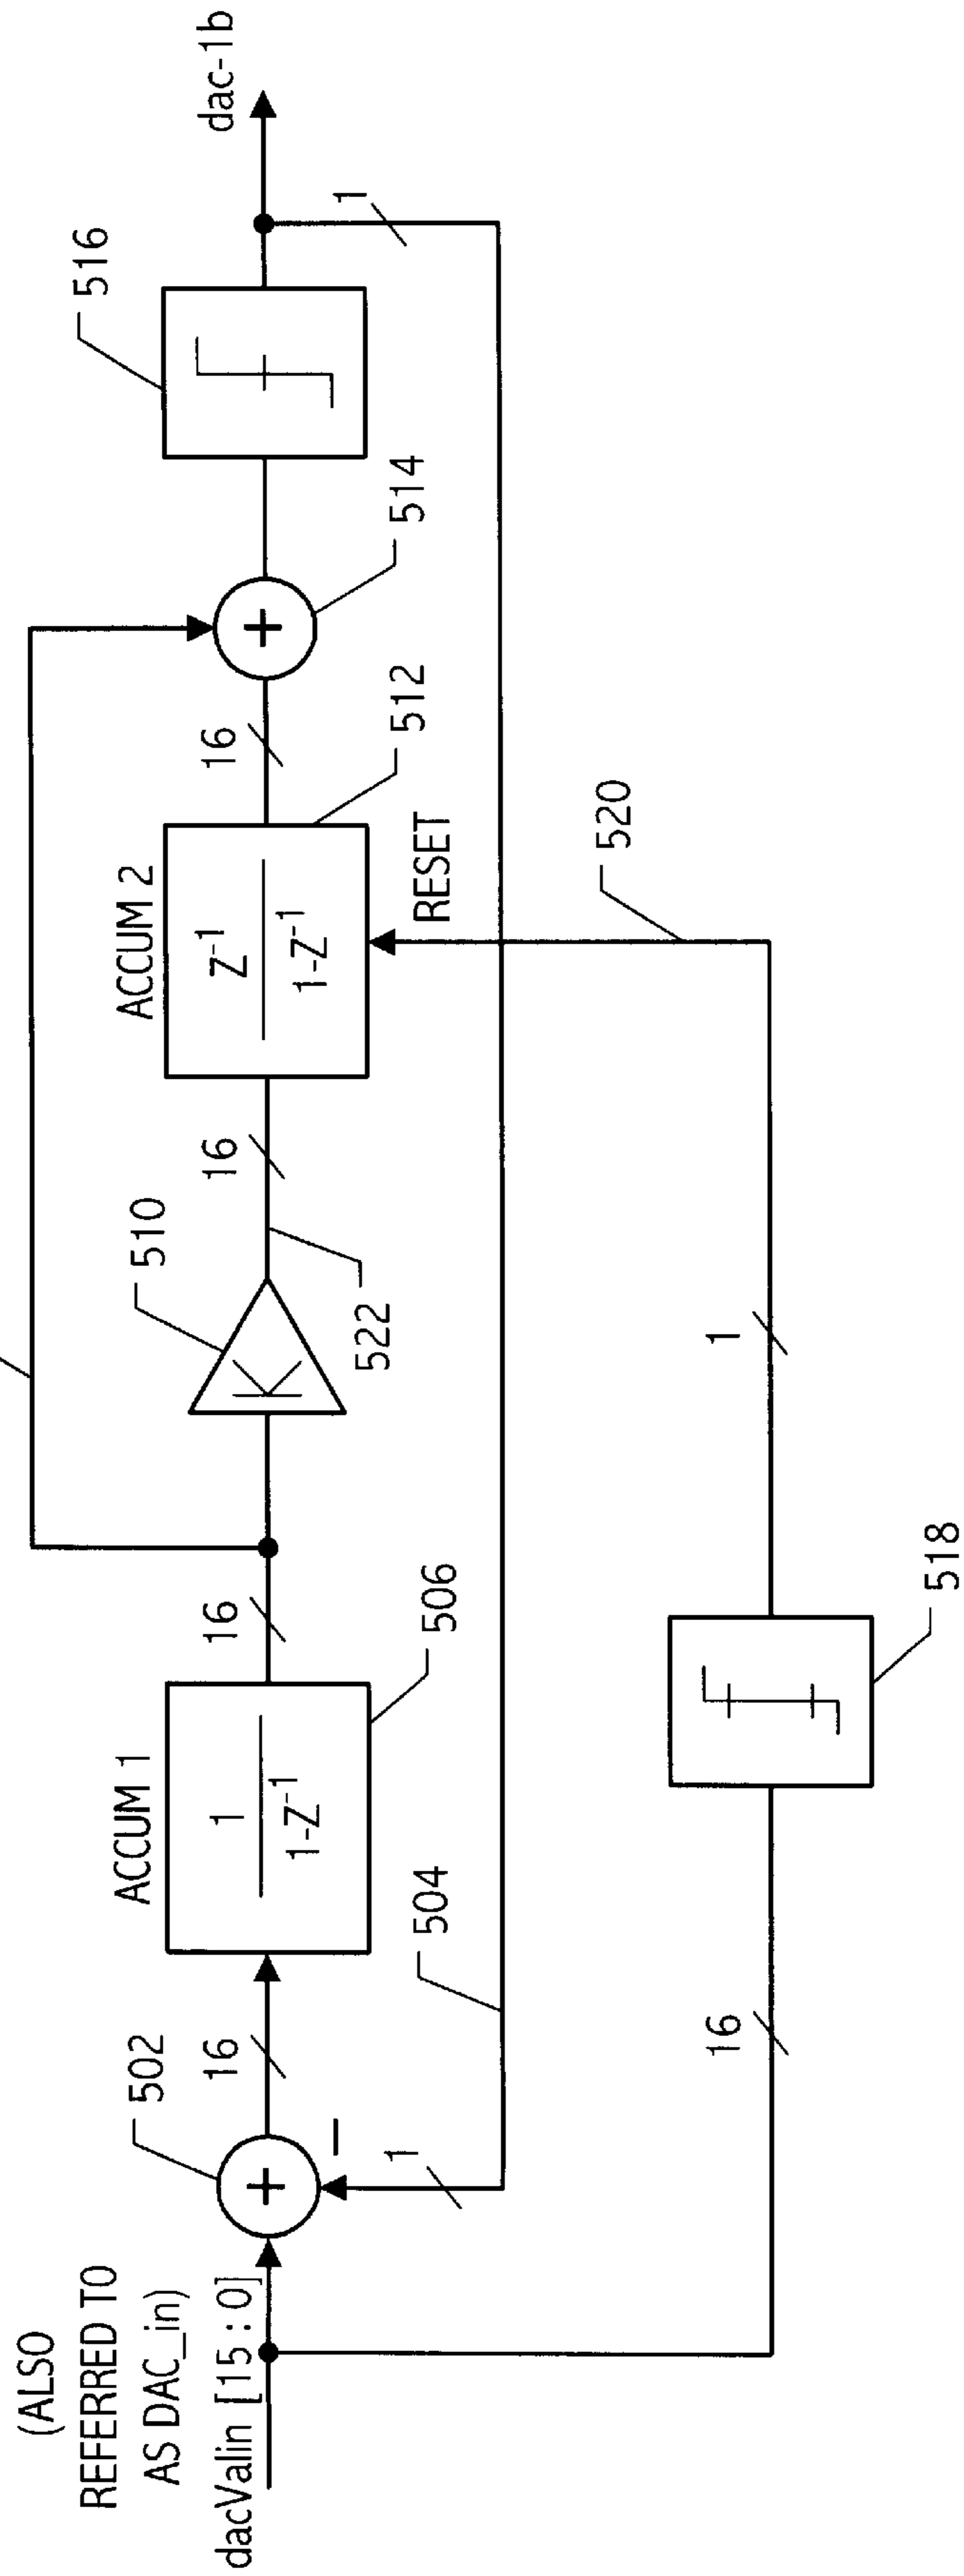 (ALSO
REFERRED TO
AS DAC_in)
dacValin [15 : 0]
502
+
−
1
16
504
ACCUM 1
1
1-Z⁻¹
506
16
K
510
522
16
ACCUM 2
Z⁻¹
1-Z⁻¹
RESET
512
16
+
514
516
1
dac-1b
16
518
1
520